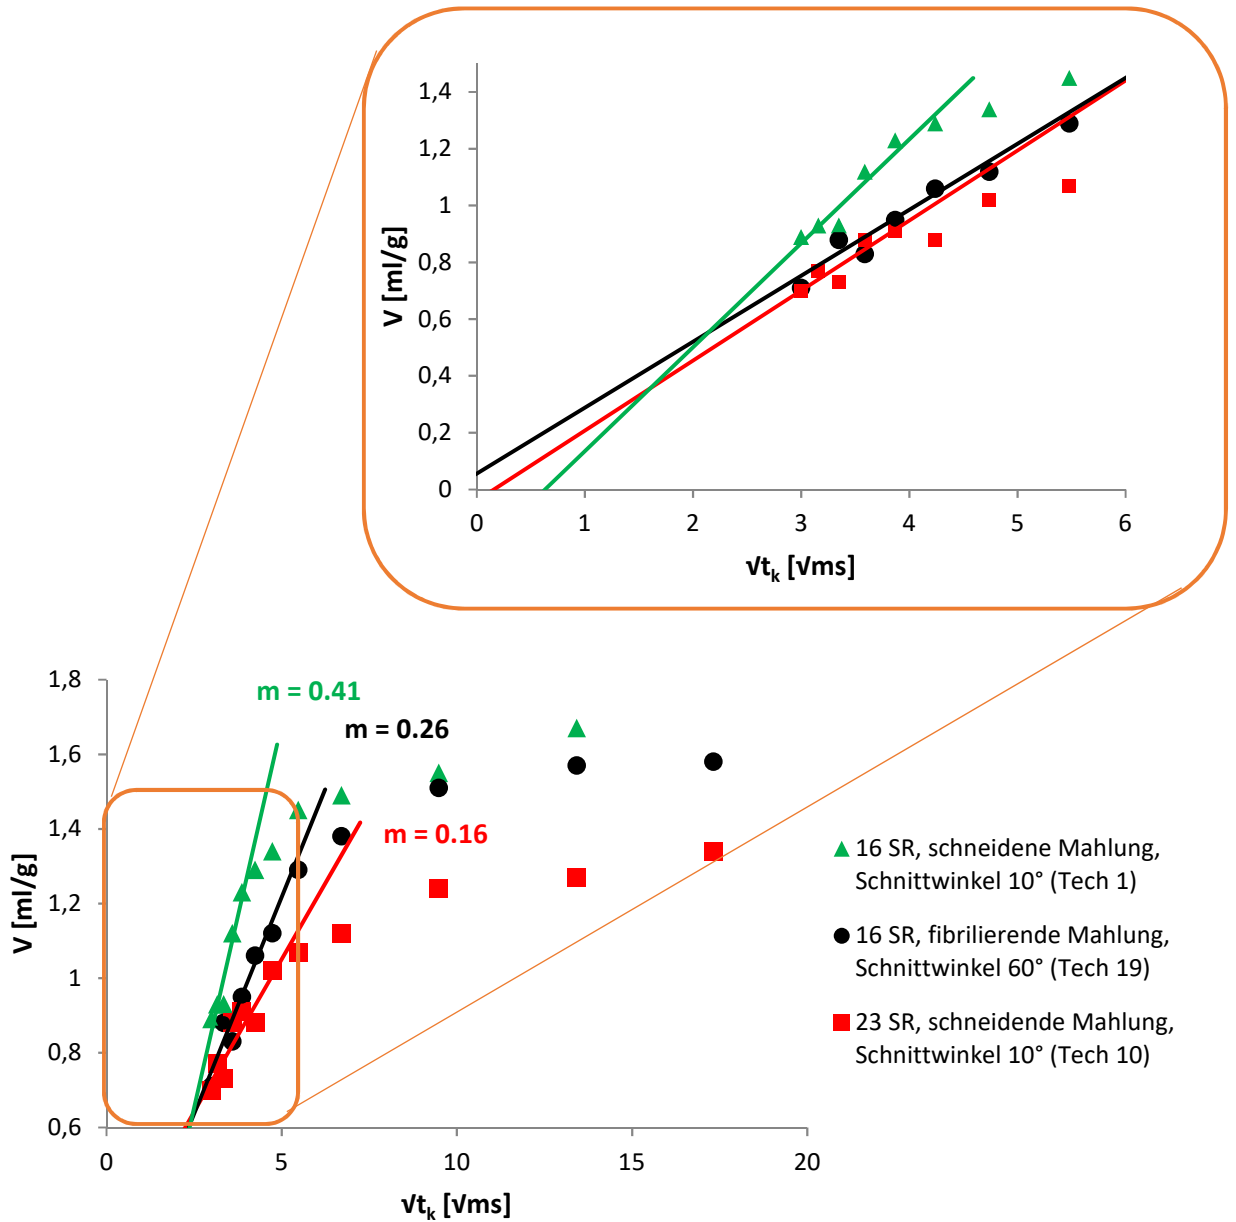 1,4
1,2
1
0,8
0,6
0,4
0,2
0
V [ml/g]
0 1 2 3 4 5 6
√tk [√ms]
1,8
1,6
1,4
1,2
1
0,8
0,6
V [ml/g]
m = 0.41
m = 0.26
m = 0.16
0 5 10 15 20
√tk [√ms]
16 SR, schneidene Mahlung,
Schnittwinkel 10° (Tech 1)
16 SR, fibrilierende Mahlung,
Schnittwinkel 60° (Tech 19)
23 SR, schneidende Mahlung,
Schnittwinkel 10° (Tech 10)